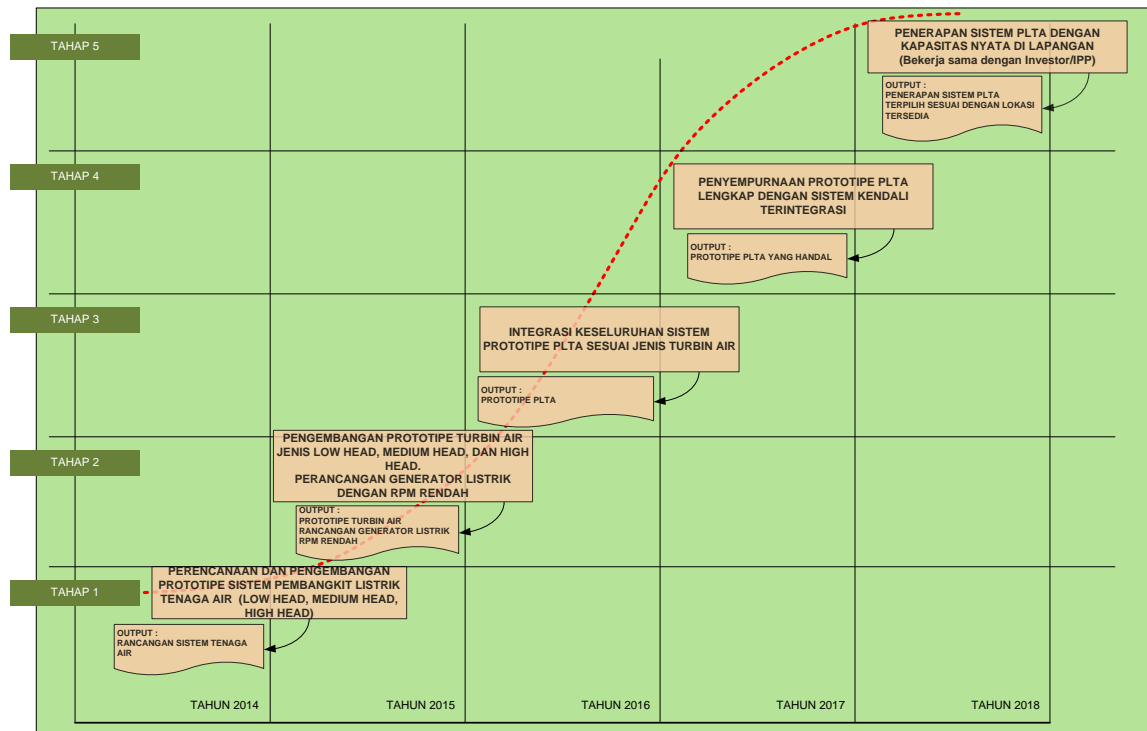 TAHAP 5
PENERAPAN SISTEM PLTA DENGAN
KAPASITAS NYATA DI LAPANGAN
(Bekerja sama dengan Investor/IPP)
OUTPUT :
PENERAPAN SISTEM PLTA
TERPILIH SESUAI DENGAN LOKASI
TERSEDIA
TAHAP 4
PENYEMPURNAAN PROTOTIPE PLTA
LENGKAP DENGAN SISTEM KENDALI
TERINTEGRASI
OUTPUT :
PROTOTIPE PLTA YANG HANDAL
TAHAP 3
INTEGRASI KESELURUHAN SISTEM
PROTOTIPE PLTA SESUAI JENIS TURBIN AIR
OUTPUT :
PROTOTIPE PLTA
TAHAP 2
PENGEMBANGAN PROTOTIPE TURBIN AIR
JENIS LOW HEAD, MEDIUM HEAD, DAN HIGH
HEAD.
PERANCANGAN GENERATOR LISTRIK
DENGAN RPM RENDAH
OUTPUT :
PROTOTIPE TURBIN AIR
RANCANGAN GENERATOR LISTRIK
RPM RENDAH
TAHAP 1
PERENCANAAN DAN PENGEMBANGAN
PROTOTIPE SISTEM PEMBANGKIT LISTRIK
TENAGA AIR (LOW HEAD, MEDIUM HEAD,
HIGH HEAD)
OUTPUT :
RANCANGAN SISTEM TENAGA
AIR
TAHUN 2014
TAHUN 2015
TAHUN 2016
TAHUN 2017
TAHUN 2018